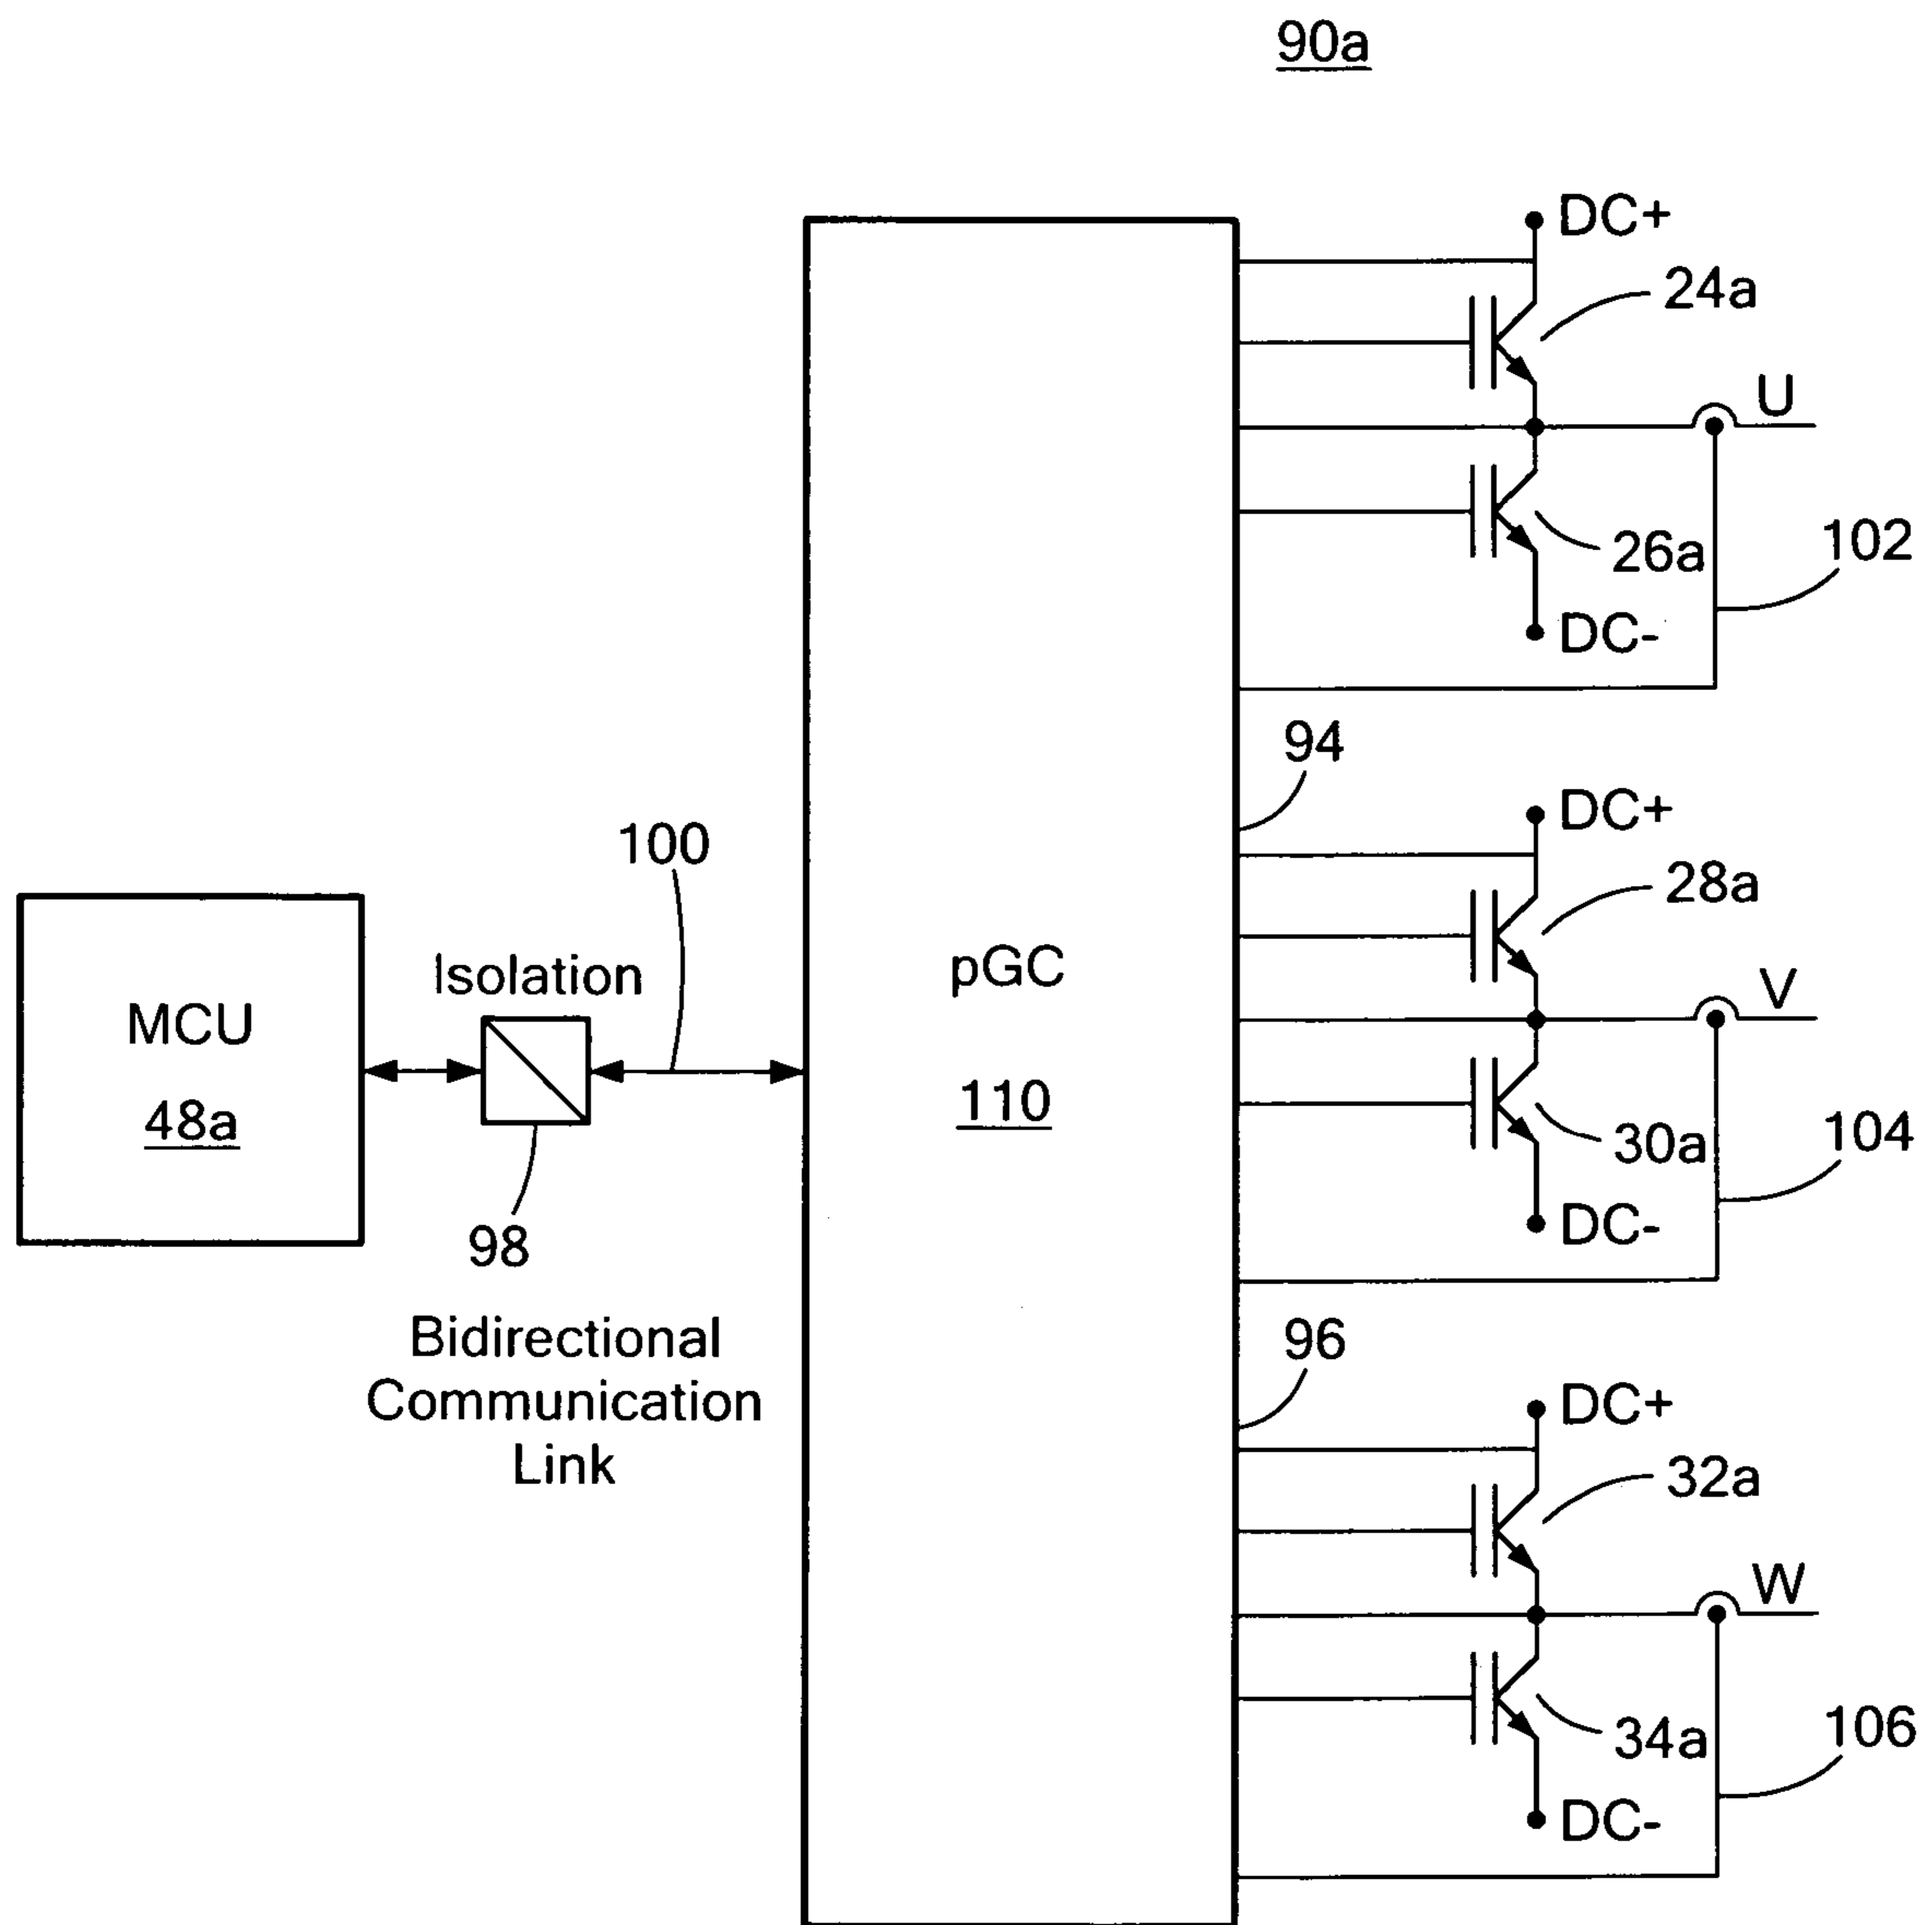 90a
DC+
24a
U
26a
102
DC-
94
DC+
100
28a
pGC
Isolation
V
MCU
48a
110
30a
104
98
DC-
Bidirectional
Communication
Link
96
DC+
32a
W
34a
106
DC-